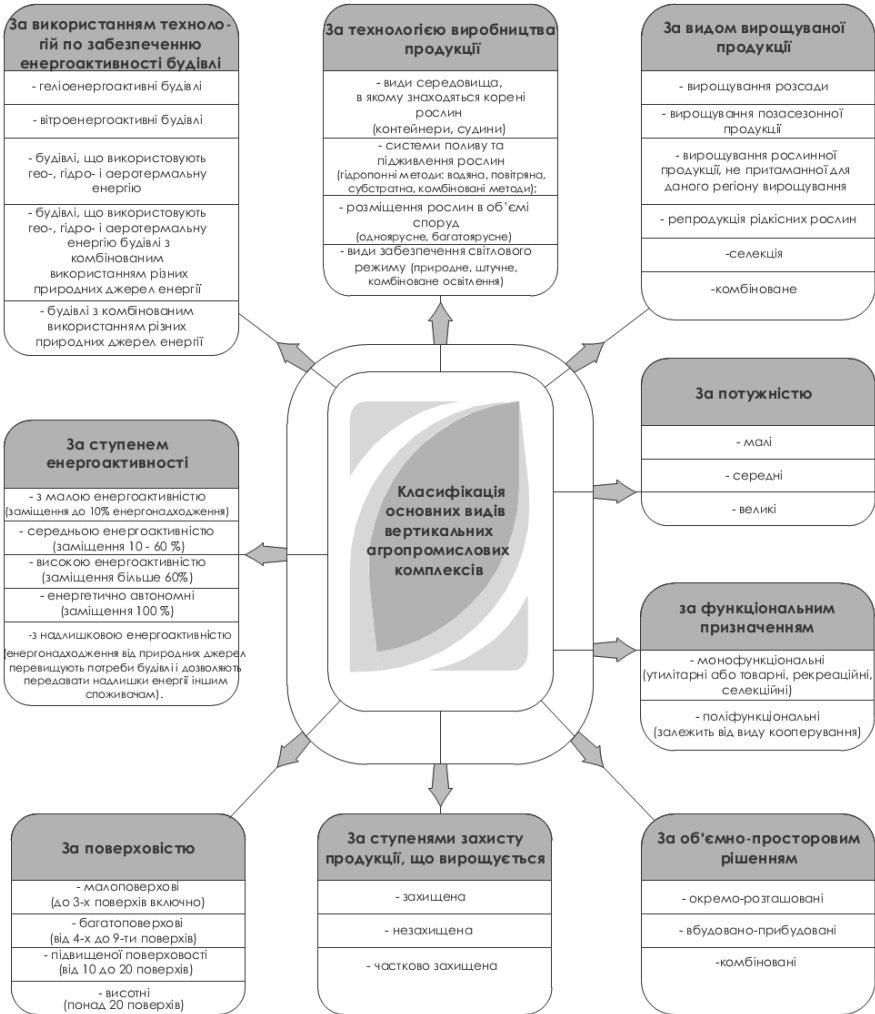 За використанням техноло-
гій по забезпеченню
енергоактивності будівлі
- геліоенергоактивні будівлі
- вітроенергоактивні будівлі
- будівлі, що використовують
гео-, гідро- і аеротермальну
енергію
- будівлі, що використовують
гео-, гідро- і аеротермальну
енергію будівлі з
комбінованим
використанням різних
природних джерел енергії
- будівлі з комбінованим
використанням різних
природних джерел енергії
За технологією виробництва
продукції
- види середовища,
в якому знаходяться корені
рослин
(контейнери, судини)
- системи поливу та
підживлення рослин
(гідропонні методи: водяна, повітряна,
субстратна, комбіновані методи);
- розміщення рослин в об’ємі
споруд
(одноярусне, багатоярусне)
- види забезпечення світлового
режиму (природне, штучне,
комбіноване освітлення)
За видом вирощуваної
продукції
- вирощування розсади
- вирощування позасезонної
продукції
- вирощування рослинної
продукції, не притаманної для
даного регіону вирощування
- репродукція рідкісних рослин
-селекція
-комбіноване
За ступенем
енергоактивності
- з малою енергоактивністю
(заміщення до 10% енергонадходження)
- середньою енергоактивністю
(заміщення 10 - 60 %)
- високою енергоактивністю
(заміщення більше 60%)
- енергетично автономні
(заміщення 100 %)
-з надлишковою енергоактивністю
(енергонадходження від природних джерел
перевищують потреби будівлі і дозволяють
передавати надлишки енергії іншим
споживачам).
Класифікація
основних видів
вертикальних
агропромислових
комплексів
За потужністю
- малі
- середні
- великі
за функціональним
призначенням
- монофункціональні
(утилітарні або товарні, рекреаційні,
селекційні)
- поліфункціональні
(залежить від виду кооперування)
За поверховістю
- малоповерхові
(до 3-х поверхів включно)
- багатоповерхові
(від 4-х до 9-ти поверхів)
- підвищеної поверховості
(від 10 до 20 поверхів)
- висотні
(понад 20 поверхів)
За ступенями захисту
продукції, що вирощується
- захищена
- незахищена
- частково захищена
За об'ємно-просторовим
рішенням
- окремо-розташовані
- вбудовано-прибудовані
-комбіновані